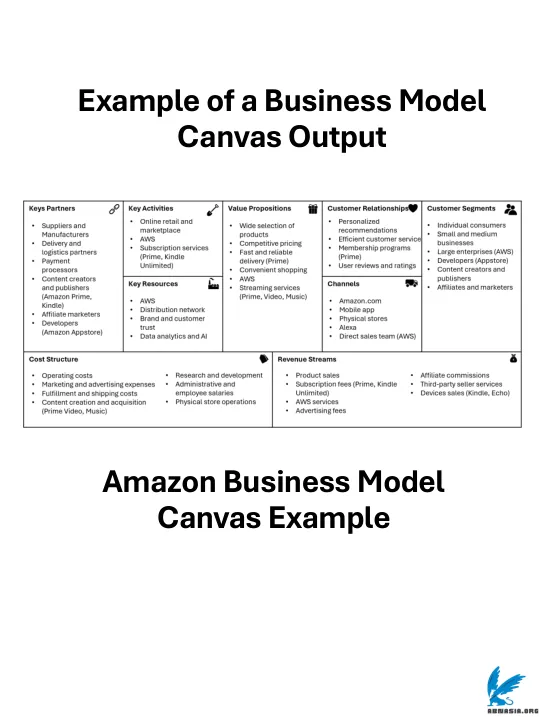 Example of a Business Model
Canvas Output
Keys Partners
• Suppliers and
Manufacturers
• Delivery and
logistics partners
• Payment
processors
• Content creators
and publishers
(Amazon Prime,
Kindle)
• Affiliate marketers
• Developers
(Amazon Appstore)
Key Activities
• Online retail and
marketplace
• AWS
• Subscription services
(Prime, Kindle
Unlimited)
Key Resources
• AWS
• Distribution network
• Brand and customer
trust
• Data analytics and AI
Value Propositions
• Wide selection of
products
• Competitive pricing
• Fast and reliable
delivery (Prime)
• Convenient shopping
• AWS
• Streaming services
(Prime, Video, Music)
Customer Relationships
• Personalized
recommendations
• Efficient customer service
• Membership programs
(Prime)
• User reviews and ratings
Channels
• Amazon.com
• Mobile app
• Physical stores
• Alexa
• Direct sales team (AWS)
Customer Segments
• Individual consumers
• Small and medium
businesses
• Large enterprises (AWS)
• Developers (Appstore)
• Content creators and
publishers
• Affiliates and marketers
Cost Structure
• Operating costs
• Marketing and advertising expenses
• Fulfillment and shipping costs
• Content creation and acquisition
(Prime Video, Music)
• Research and development
• Administrative and
employee salaries
• Physical store operations
Revenue Streams
• Product sales
• Subscription fees (Prime, Kindle
Unlimited)
• AWS services
• Advertising fees
• Affiliate commissions
• Third-party seller services
• Devices sales (Kindle, Echo)
Amazon Business Model
Canvas Example
ABMASIA.ORG